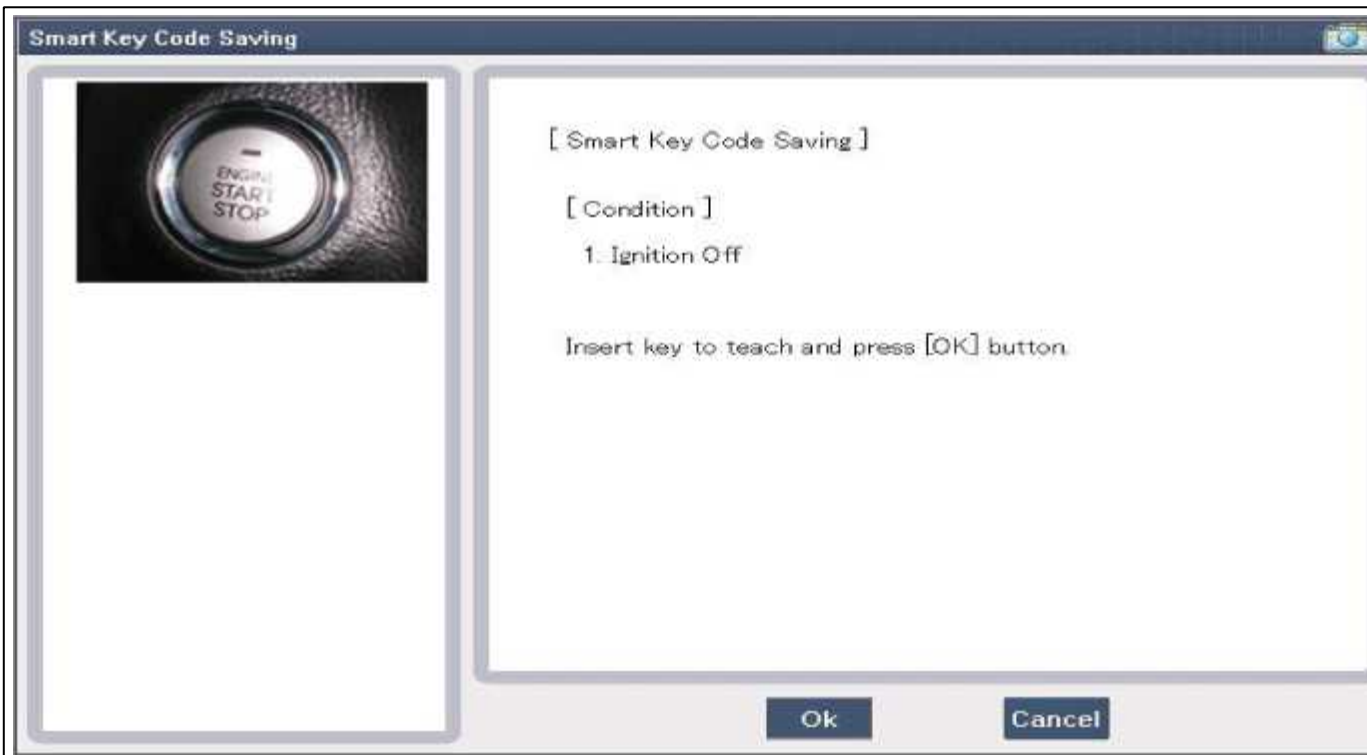 Smart Key Code Saving
ENGINE
START
STOP
[ Smart Key Code Saving ]
[ Condition ]
1. Ignition Off
Insert key to teach and press [OK] button.
Ok
Cancel